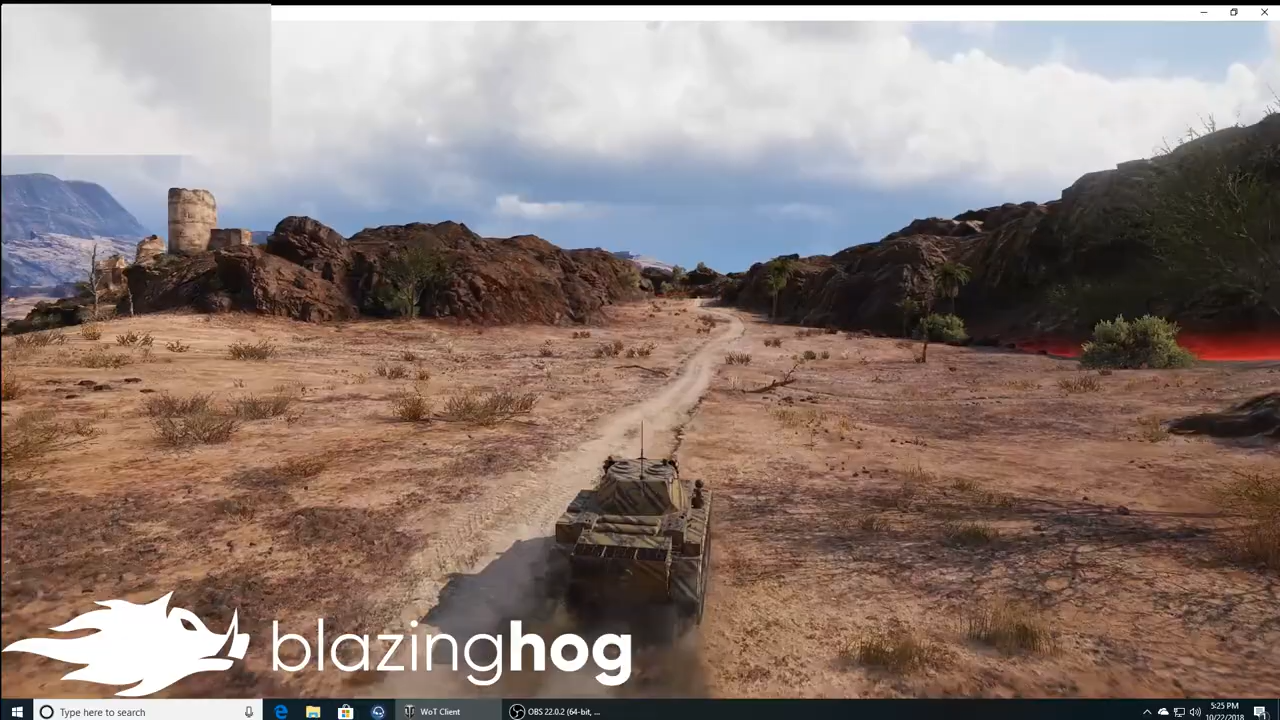 blazinghog
Type here to search
WoT Client
OBS 22.0.2 (64-bit, ...
5:25 PM
10/22/2018